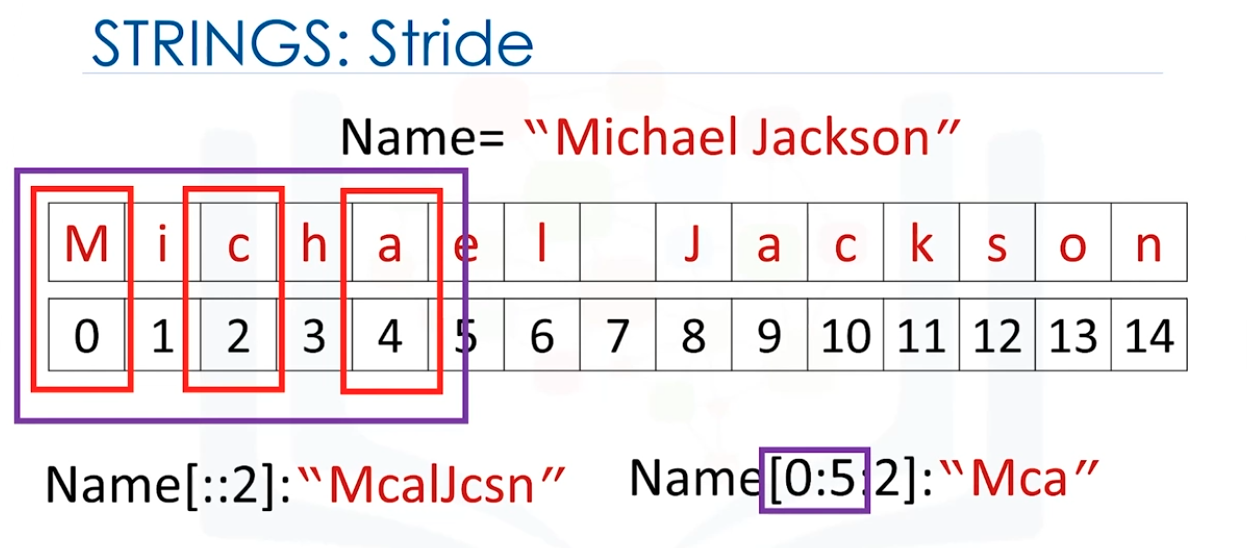 STRINGS: Stride
Name= “Michael Jackson”
M i c h a e l J a c k s o n
0 1 2 3 4 5 6 7 8 9 10 11 12 13 14
Name[::2]:“McalJcsn” Name[0:5:2]:“Mca”